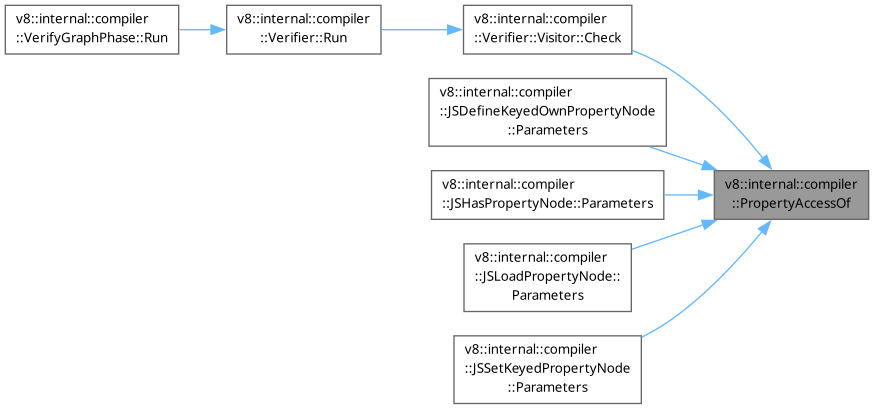 v8::internal::compiler
::VerifyGraphPhase::Run
v8::internal::compiler
::Verifier::Run
v8::internal::compiler
::Verifier::Visitor::Check
v8::internal::compiler
::JSDefineKeyedOwnPropertyNode
::Parameters
v8::internal::compiler
::PropertyAccessOf
v8::internal::compiler
::JSHasPropertyNode::Parameters
v8::internal::compiler
::JSLoadPropertyNode::
Parameters
v8::internal::compiler
::JSSetKeyedPropertyNode
::Parameters